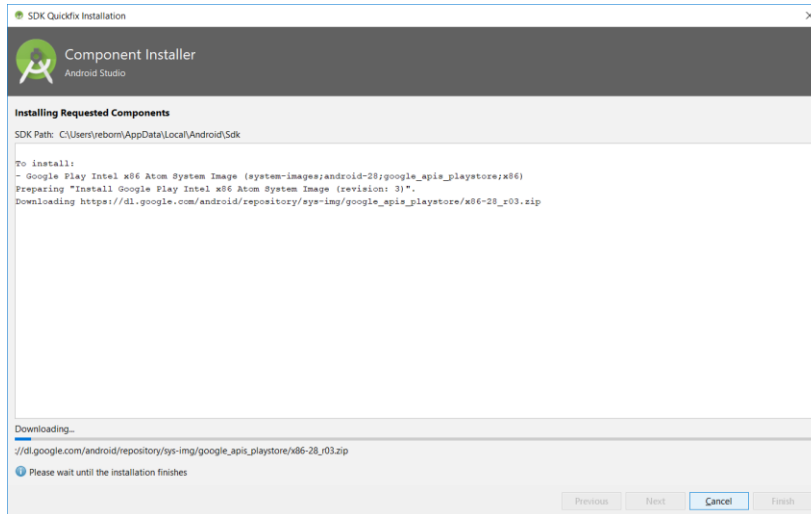 SDK Quickfix Installation
Component Installer
Android Studio
Installing Requested Components
SDK Path: C:\Users\reborn\AppData\Local\Android\Sdk
To install:
- Google Play Intel x86 Atom System Image (system-images;android-28;google_apis_playstore;x86)
Preparing "Install Google Play Intel x86 Atom System Image (revision: 3)".
Downloading https://dl.google.com/android/repository/sys-img/google_apis_playstore/x86-28_r03.zip
Downloading...
://dl.google.com/android/repository/sys-img/google_apis_playstore/x86-28_r03.zip
Please wait until the installation finishes
Previous Next Cancel Finish